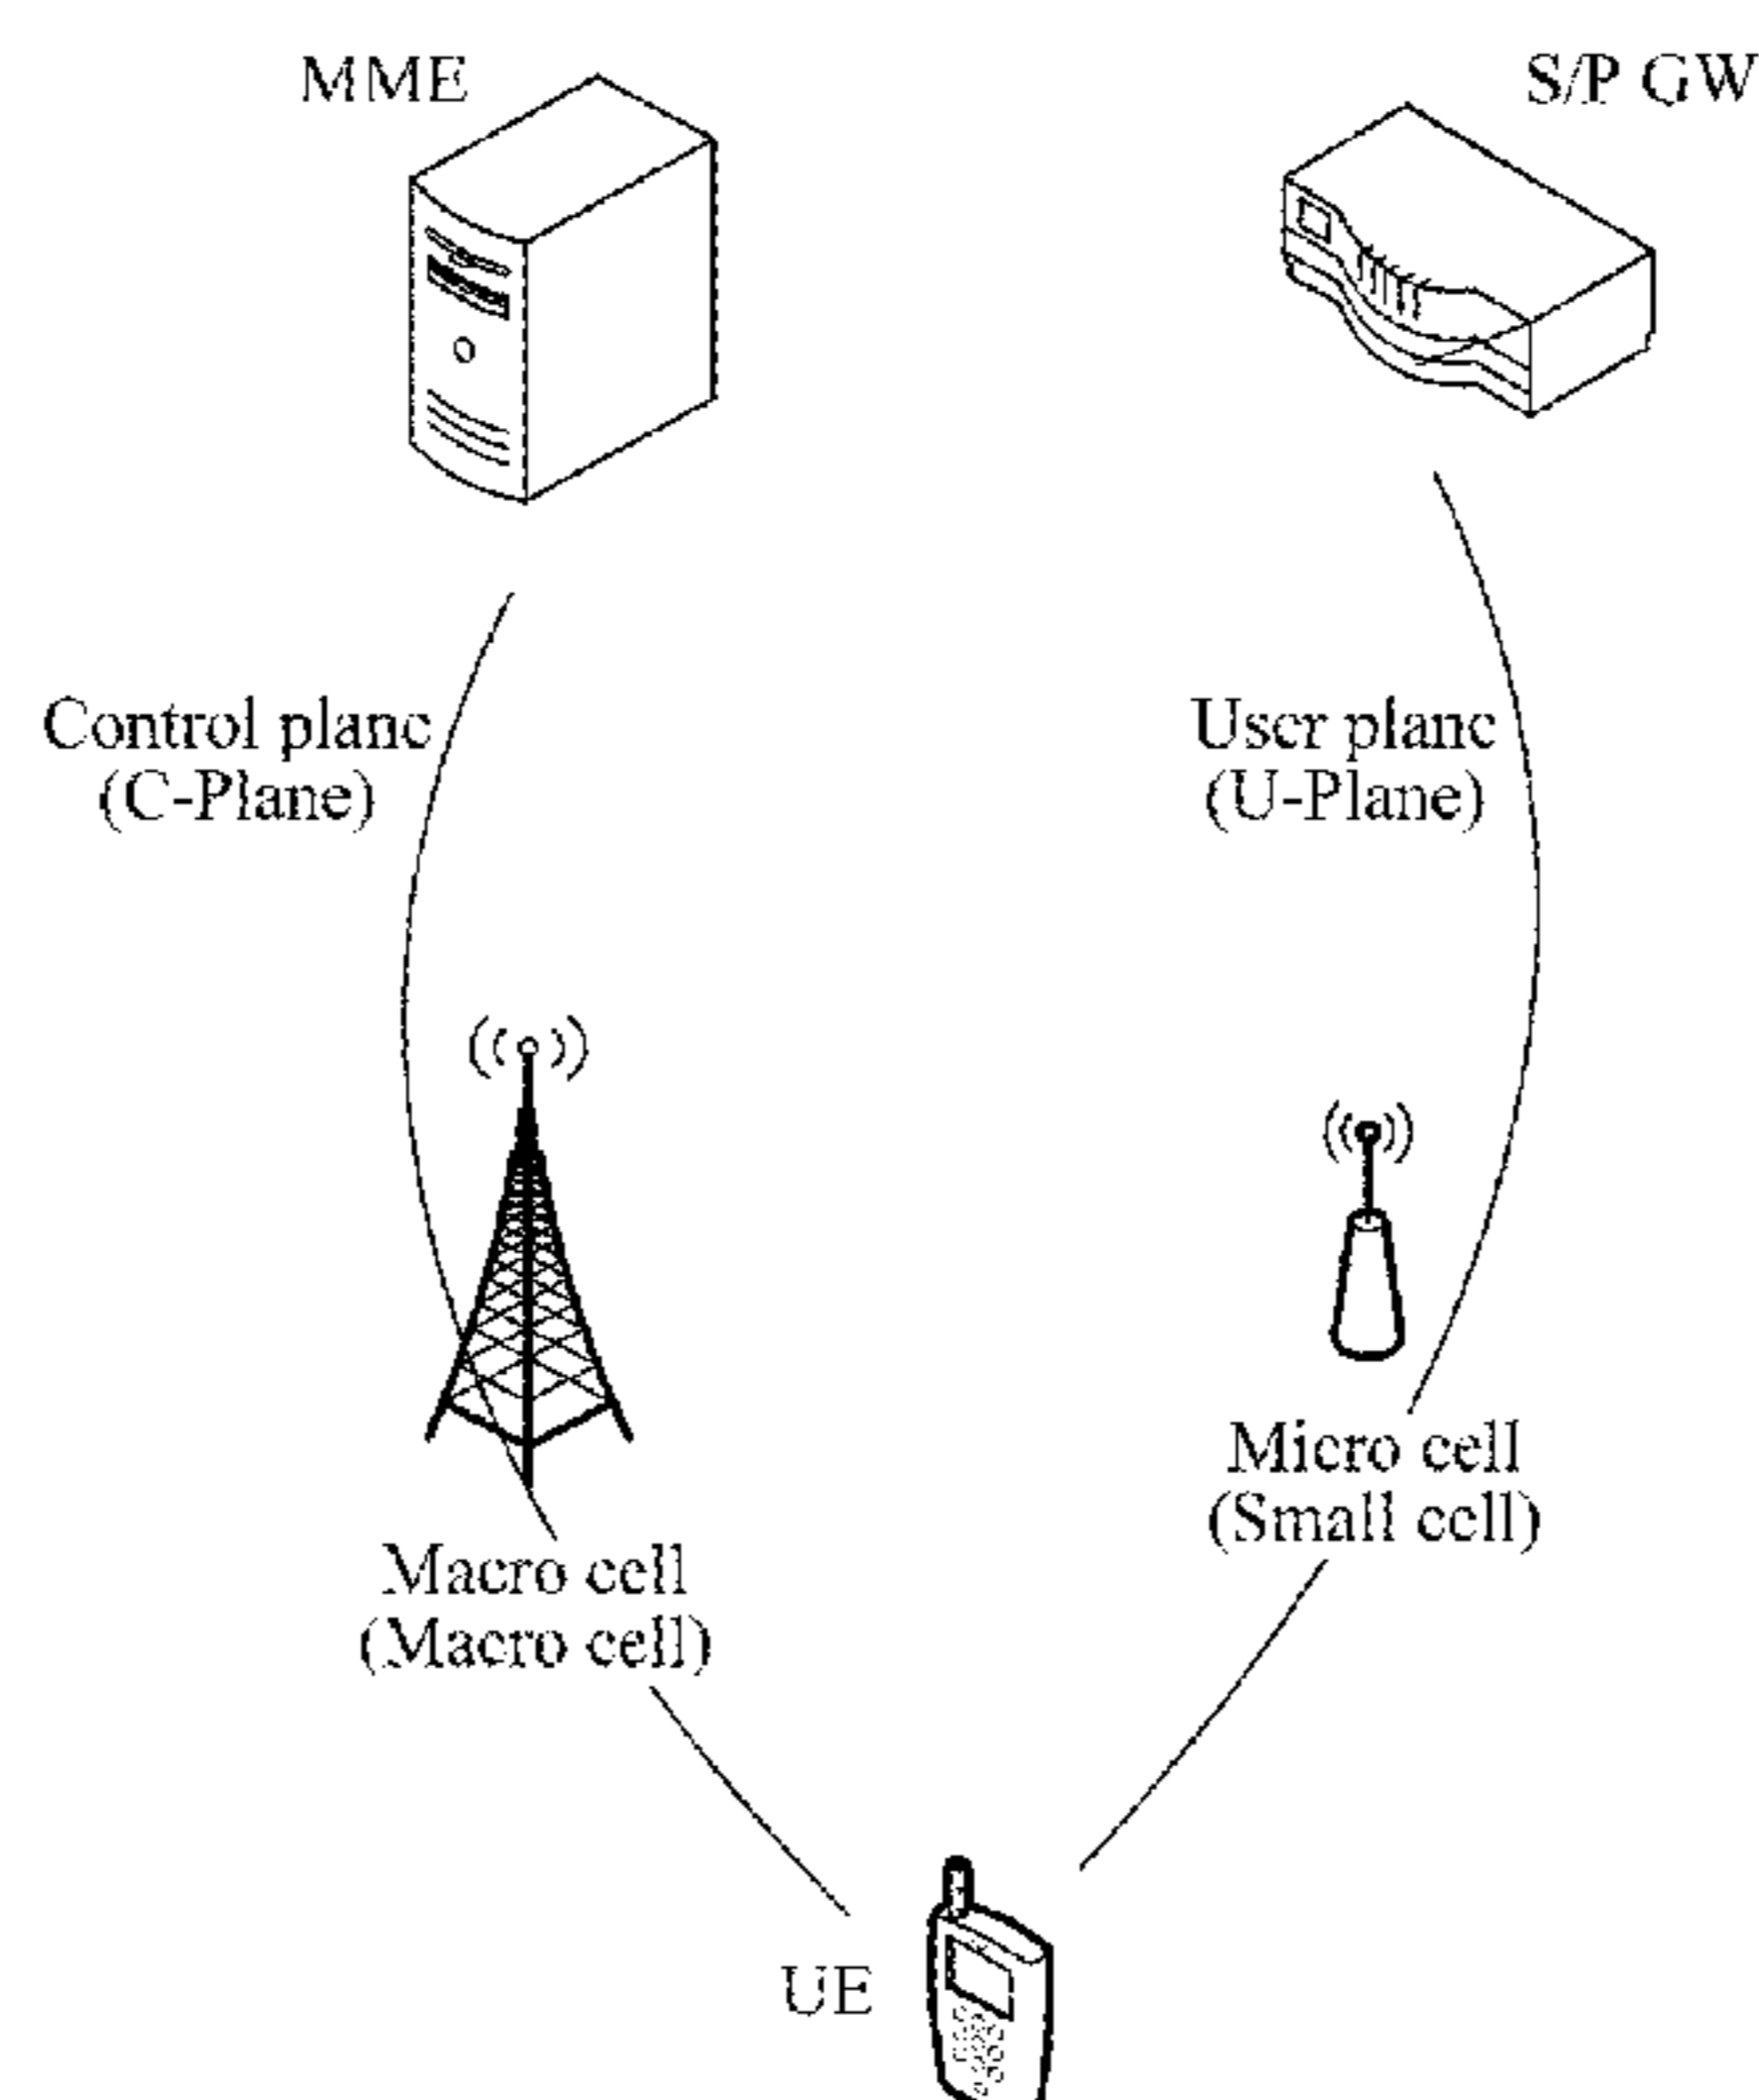 MME
S/P GW
Control plane
(C-Plane)
User plane
(U-Plane)
Micro cell
(Small cell)
Macro cell
(Macro cell)
UE